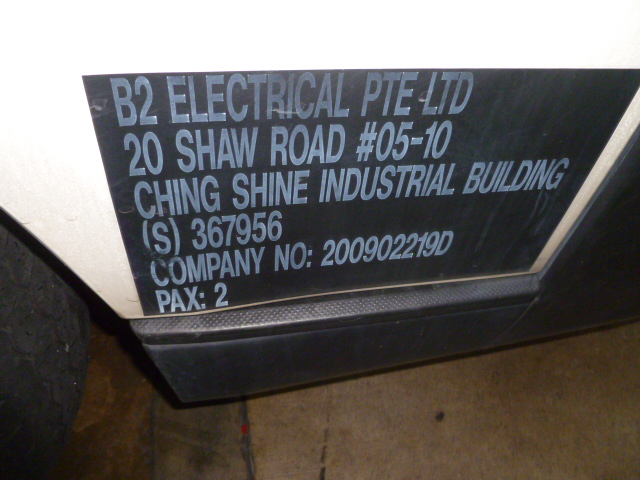 B2 ELECTRICAL PTE LTD
20 SHAW ROAD #05-10
CHING SHINE INDUSTRIAL BUILDING
(S) 367956
COMPANY NO: 200902219D
PAX: 2